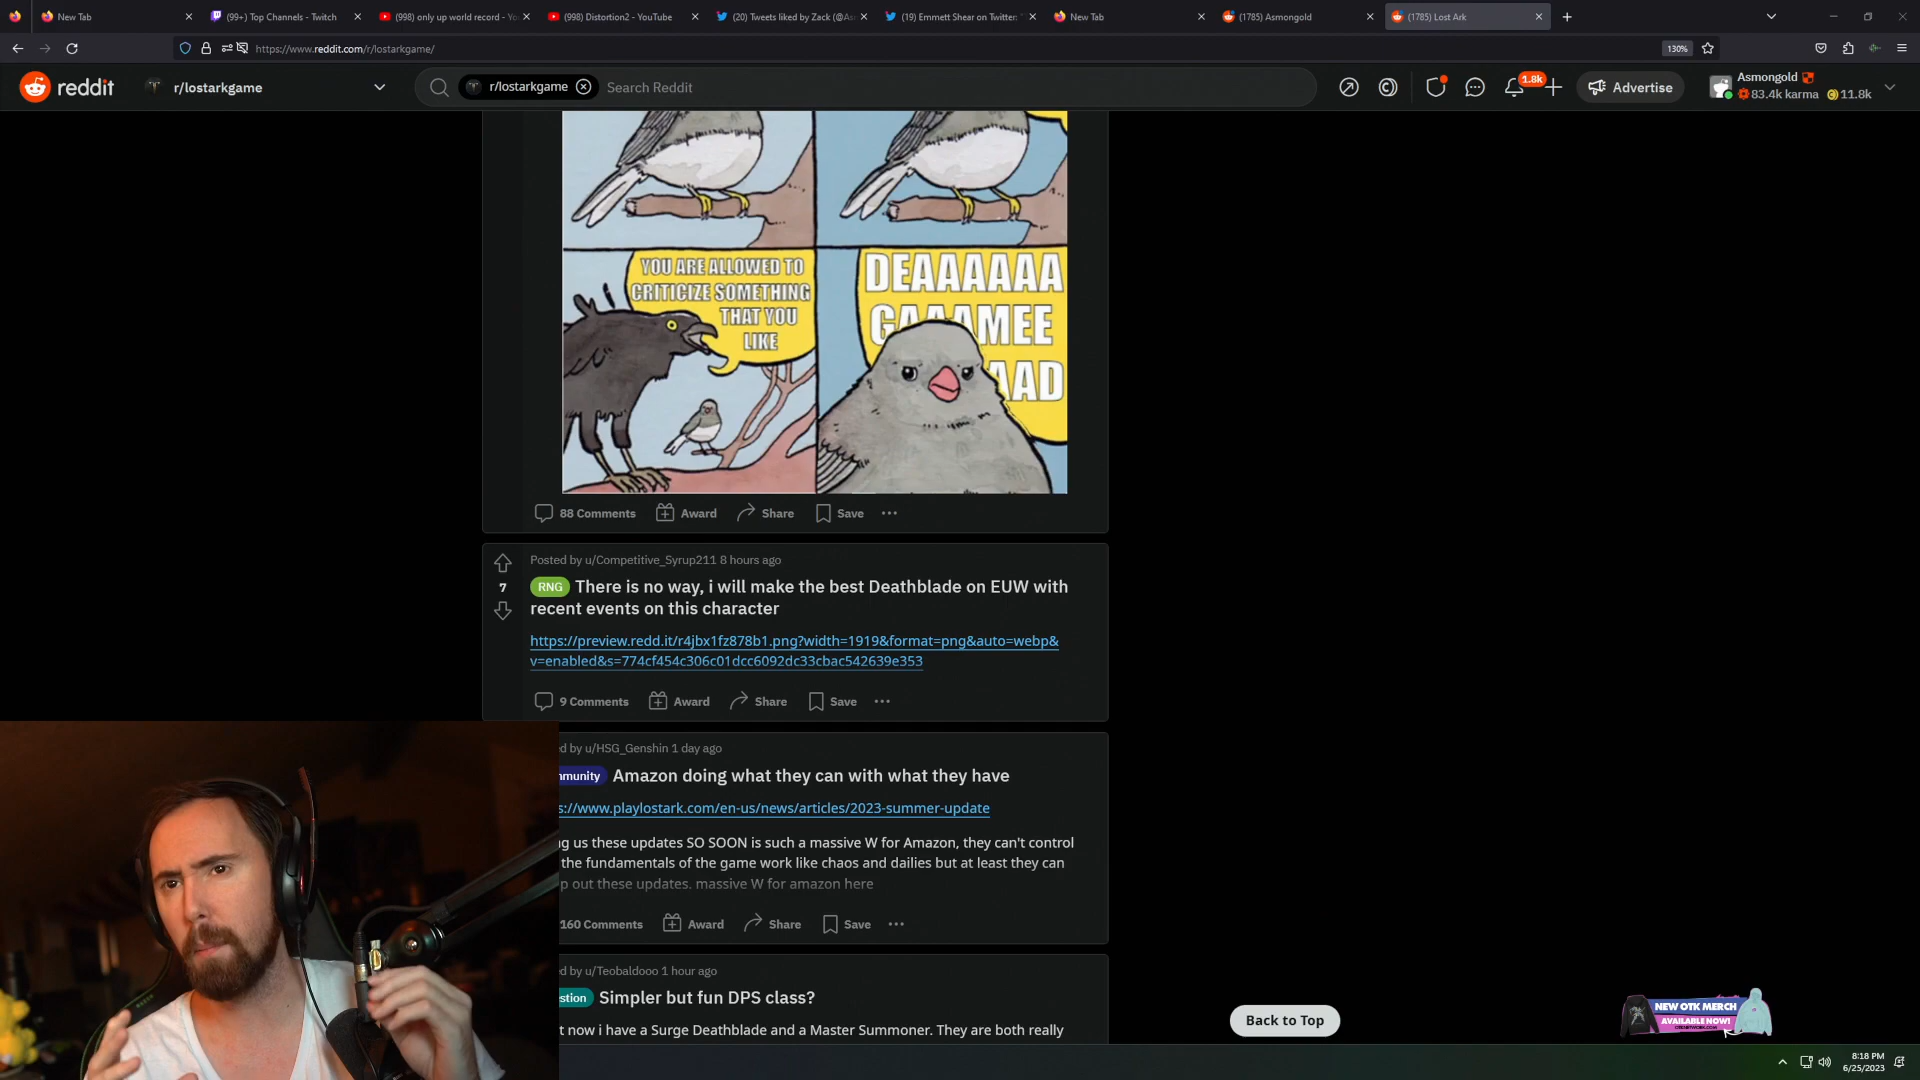 New Tab
(99+) Top Channels - Twitch
(998) only up world record - Yo
(998) Distortion2 - YouTube
(20) Tweets liked by Zack (@As
(19) Emmett Shear on Twitter: "
New Tab
(1785) Asmongold
(1785) Lost Ark
https://www.reddit.com/r/lostarkgame/
130%
reddit
r/lostarkgame
r/lostarkgame
Search Reddit
1.8k
Advertise
Asmongold
83.4k karma
11.8k
YOU ARE ALLOWED TO
CRITICIZE SOMETHING
THAT YOU
LIKE
DEAAAAAA
GAAAMEE
AAD
88 Comments
Award
Share
Save
Posted by u/Competitive_Syrup211 8 hours ago
7
RNG There is no way, i will make the best Deathblade on EUW with
recent events on this character
https://preview.redd.it/r4jbx1fz878b1.png?width=1919&format=png&auto=webp&
v=enabled&s=774cf454c306c01dcc6092dc33cbac542639e353
9 Comments
Award
Share
Save
ed by u/HSG_Genshin 1 day ago
mmunity Amazon doing what they can with what they have
s://www.playlostark.com/en-us/news/articles/2023-summer-update
g us these updates SO SOON is such a massive W for Amazon, they can't control
the fundamentals of the game work like chaos and dailies but at least they can
p out these updates. massive W for amazon here
160 Comments
Award
Share
Save
ed by u/Teobaldooo 1 hour ago
stion Simpler but fun DPS class?
t now i have a Surge Deathblade and a Master Summoner. They are both really
Back to Top
NEW OTK MERCH
AVAILABLE NOW!
8:18 PM
6/25/2023